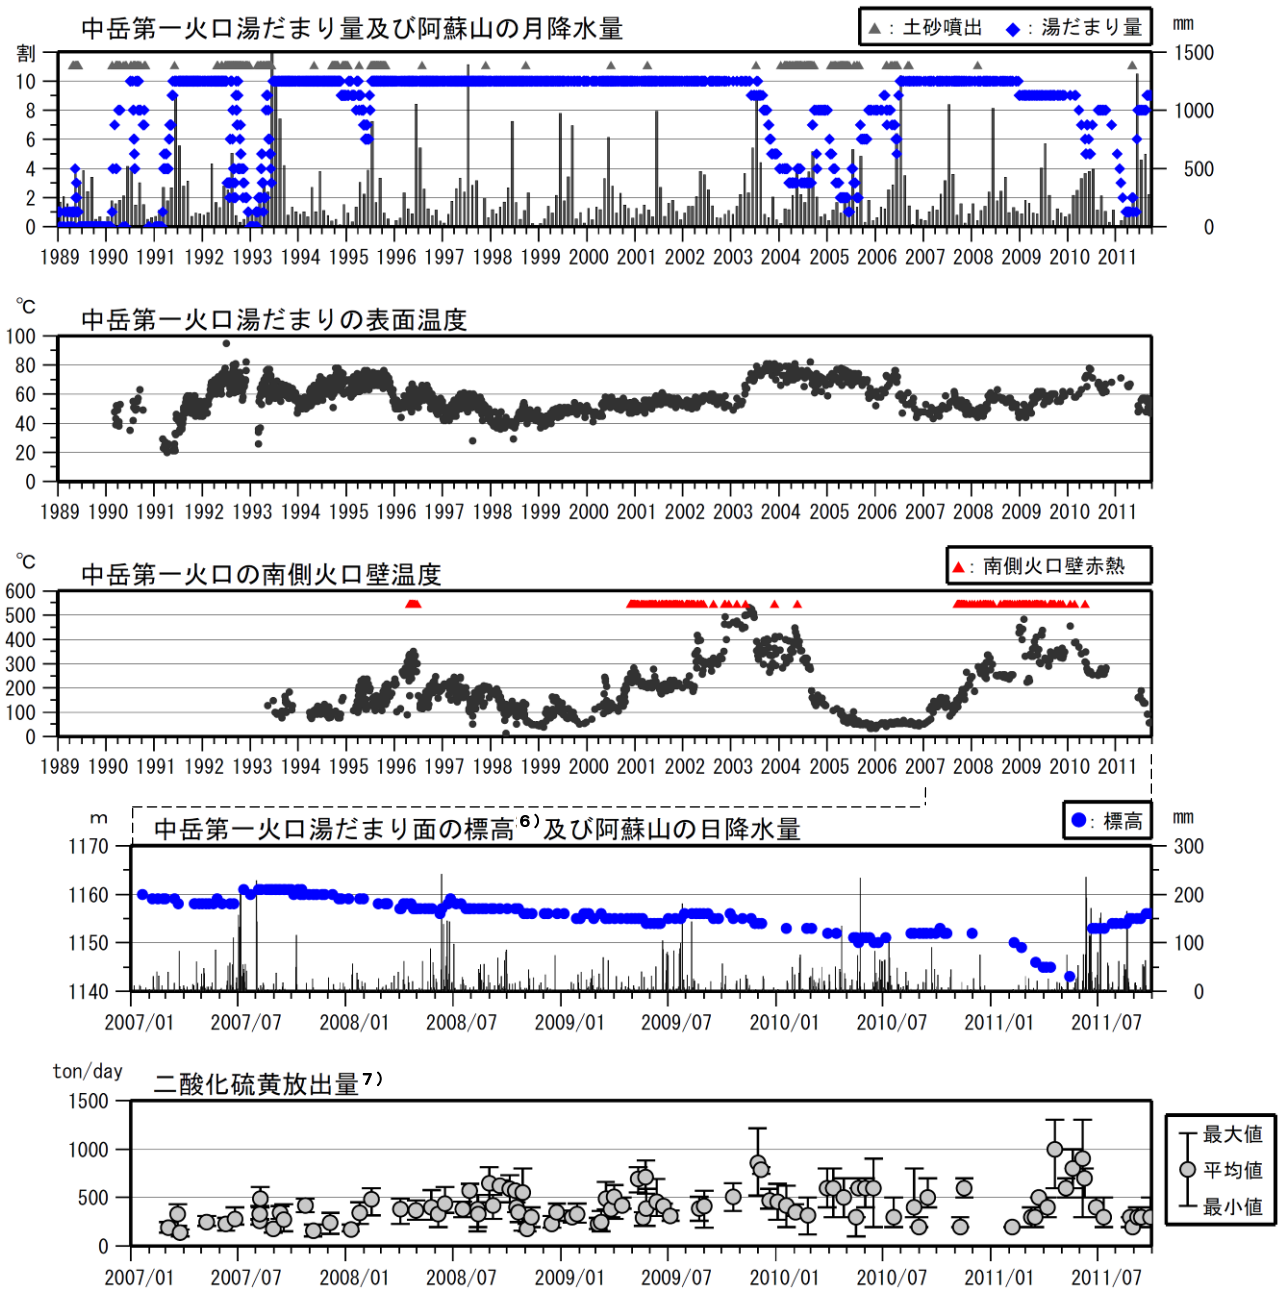 中岳第一火口湯だまり量及び阿蘇山の月降水量
▲：土砂噴出 ◆：湯だまり量
mm
割
10
8
6
4
2
0
1500
1000
500
0
1989 1990 1991 1992 1993 1994 1995 1996 1997 1998 1999 2000 2001 2002 2003 2004 2005 2006 2007 2008 2009 2010 2011
℃
中岳第一火口湯だまりの表面温度
100
80
60
40
20
0
1989 1990 1991 1992 1993 1994 1995 1996 1997 1998 1999 2000 2001 2002 2003 2004 2005 2006 2007 2008 2009 2010 2011
℃
中岳第一火口の南側火口壁温度
▲：南側火口壁赤熱
600
500
400
300
200
100
0
1989 1990 1991 1992 1993 1994 1995 1996 1997 1998 1999 2000 2001 2002 2003 2004 2005 2006 2007 2008 2009 2010 2011
m
中岳第一火口湯だまり面の標高6)及び阿蘇山の日降水量
●：標高
mm
1170
1160
1150
1140
300
200
100
0
2007/01 2007/07 2008/01 2008/07 2009/01 2009/07 2010/01 2010/07 2011/01 2011/07
ton/day
二酸化硫黄放出量7)
1500
1000
500
0
最大値
平均値
最小値
2007/01 2007/07 2008/01 2008/07 2009/01 2009/07 2010/01 2010/07 2011/01 2011/07